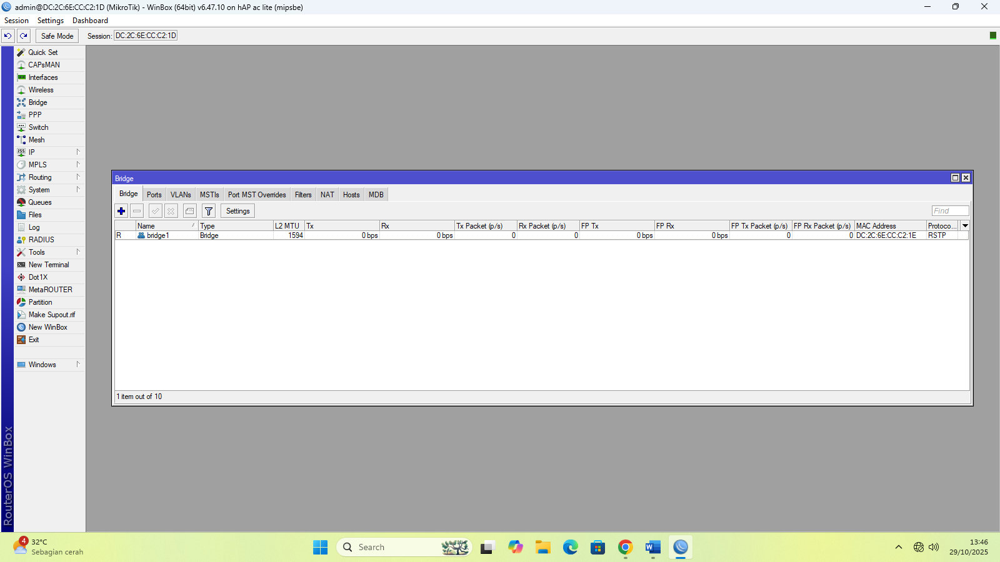 admin@DC:2C:6E:CC:C2:1D (MikroTik) - WinBox (64bit) v6.47.10 on hAP ac lite (mipsbe)
Session Settings Dashboard
Safe Mode Session: DC:2C:6E:CC:C2:1D
Quick Set
CAPsMAN
Interfaces
Wireless
Bridge
PPP
Switch
Mesh
IP
MPLS
Routing
System
Queues
Files
Log
RADIUS
Tools
New Terminal
Dot1X
MetaROUTER
Partition
Make Supout.rif
New WinBox
Exit
Windows
RouterOS WinBox
Bridge
Bridge Ports VLANs MSTIs Port MST Overrides Filters NAT Hosts MDB
Settings Find
Name Type L2 MTU Tx Rx Tx Packet (p/s) Rx Packet (p/s) FP Tx FP Rx FP Tx Packet (p/s) FP Rx Packet (p/s) MAC Address Protoco...
R bridge1 Bridge 1594 0 bps 0 bps 0 0 0 bps 0 bps 0 0 DC:2C:6E:CC:C2:1E RSTP
1 item out of 10
4
32°C
Sebagian cerah
Search
13:46
29/10/2025